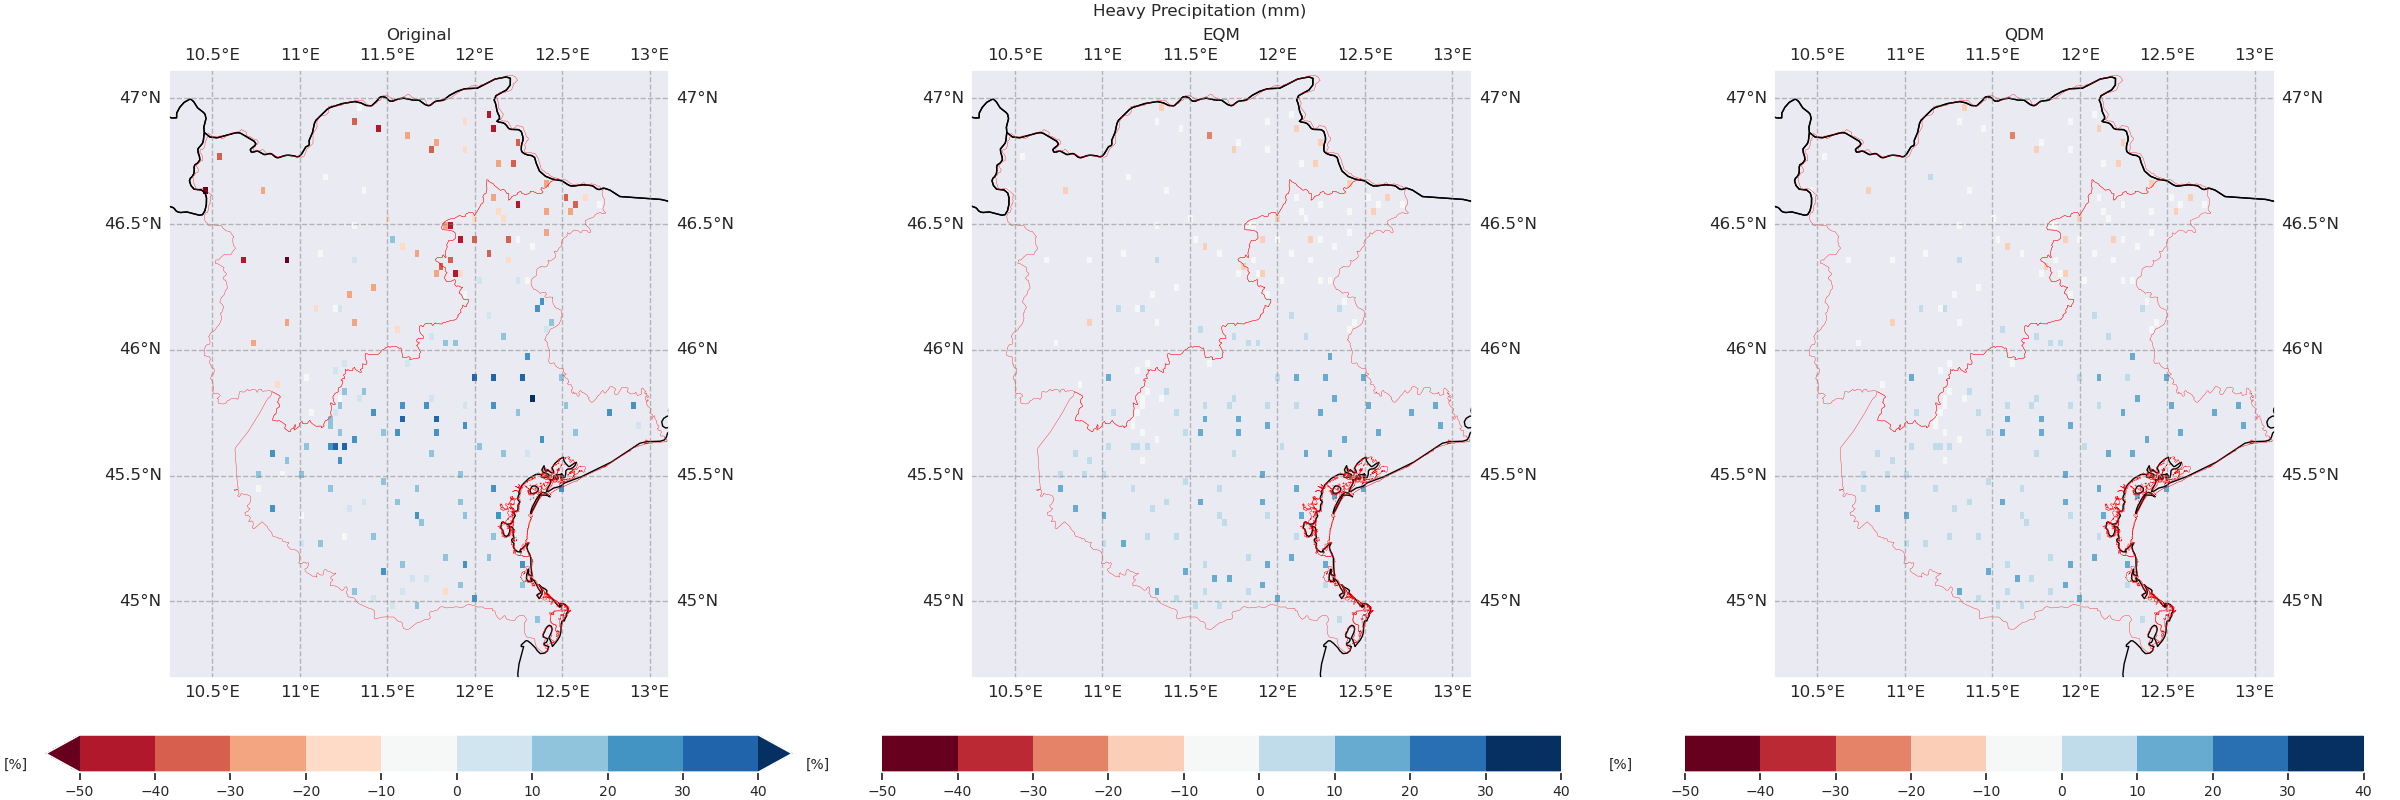 Heavy Precipitation (mm)
Original
EQM
QDM
10.5°E 11°E 11.5°E 12°E 12.5°E 13°E
10.5°E 11°E 11.5°E 12°E 12.5°E 13°E
10.5°E 11°E 11.5°E 12°E 12.5°E 13°E
47°N 47°N 47°N 47°N 47°N 47°N
46.5°N 46.5°N 46.5°N 46.5°N 46.5°N 46.5°N
46°N 46°N 46°N 46°N 46°N 46°N
45.5°N 45.5°N 45.5°N 45.5°N 45.5°N 45.5°N
45°N 45°N 45°N 45°N 45°N 45°N
10.5°E 11°E 11.5°E 12°E 12.5°E 13°E
10.5°E 11°E 11.5°E 12°E 12.5°E 13°E
10.5°E 11°E 11.5°E 12°E 12.5°E 13°E
[%]
−50 −40 −30 −20 −10 0 10 20 30 40
[%]
−50 −40 −30 −20 −10 0 10 20 30 40
[%]
−50 −40 −30 −20 −10 0 10 20 30 40